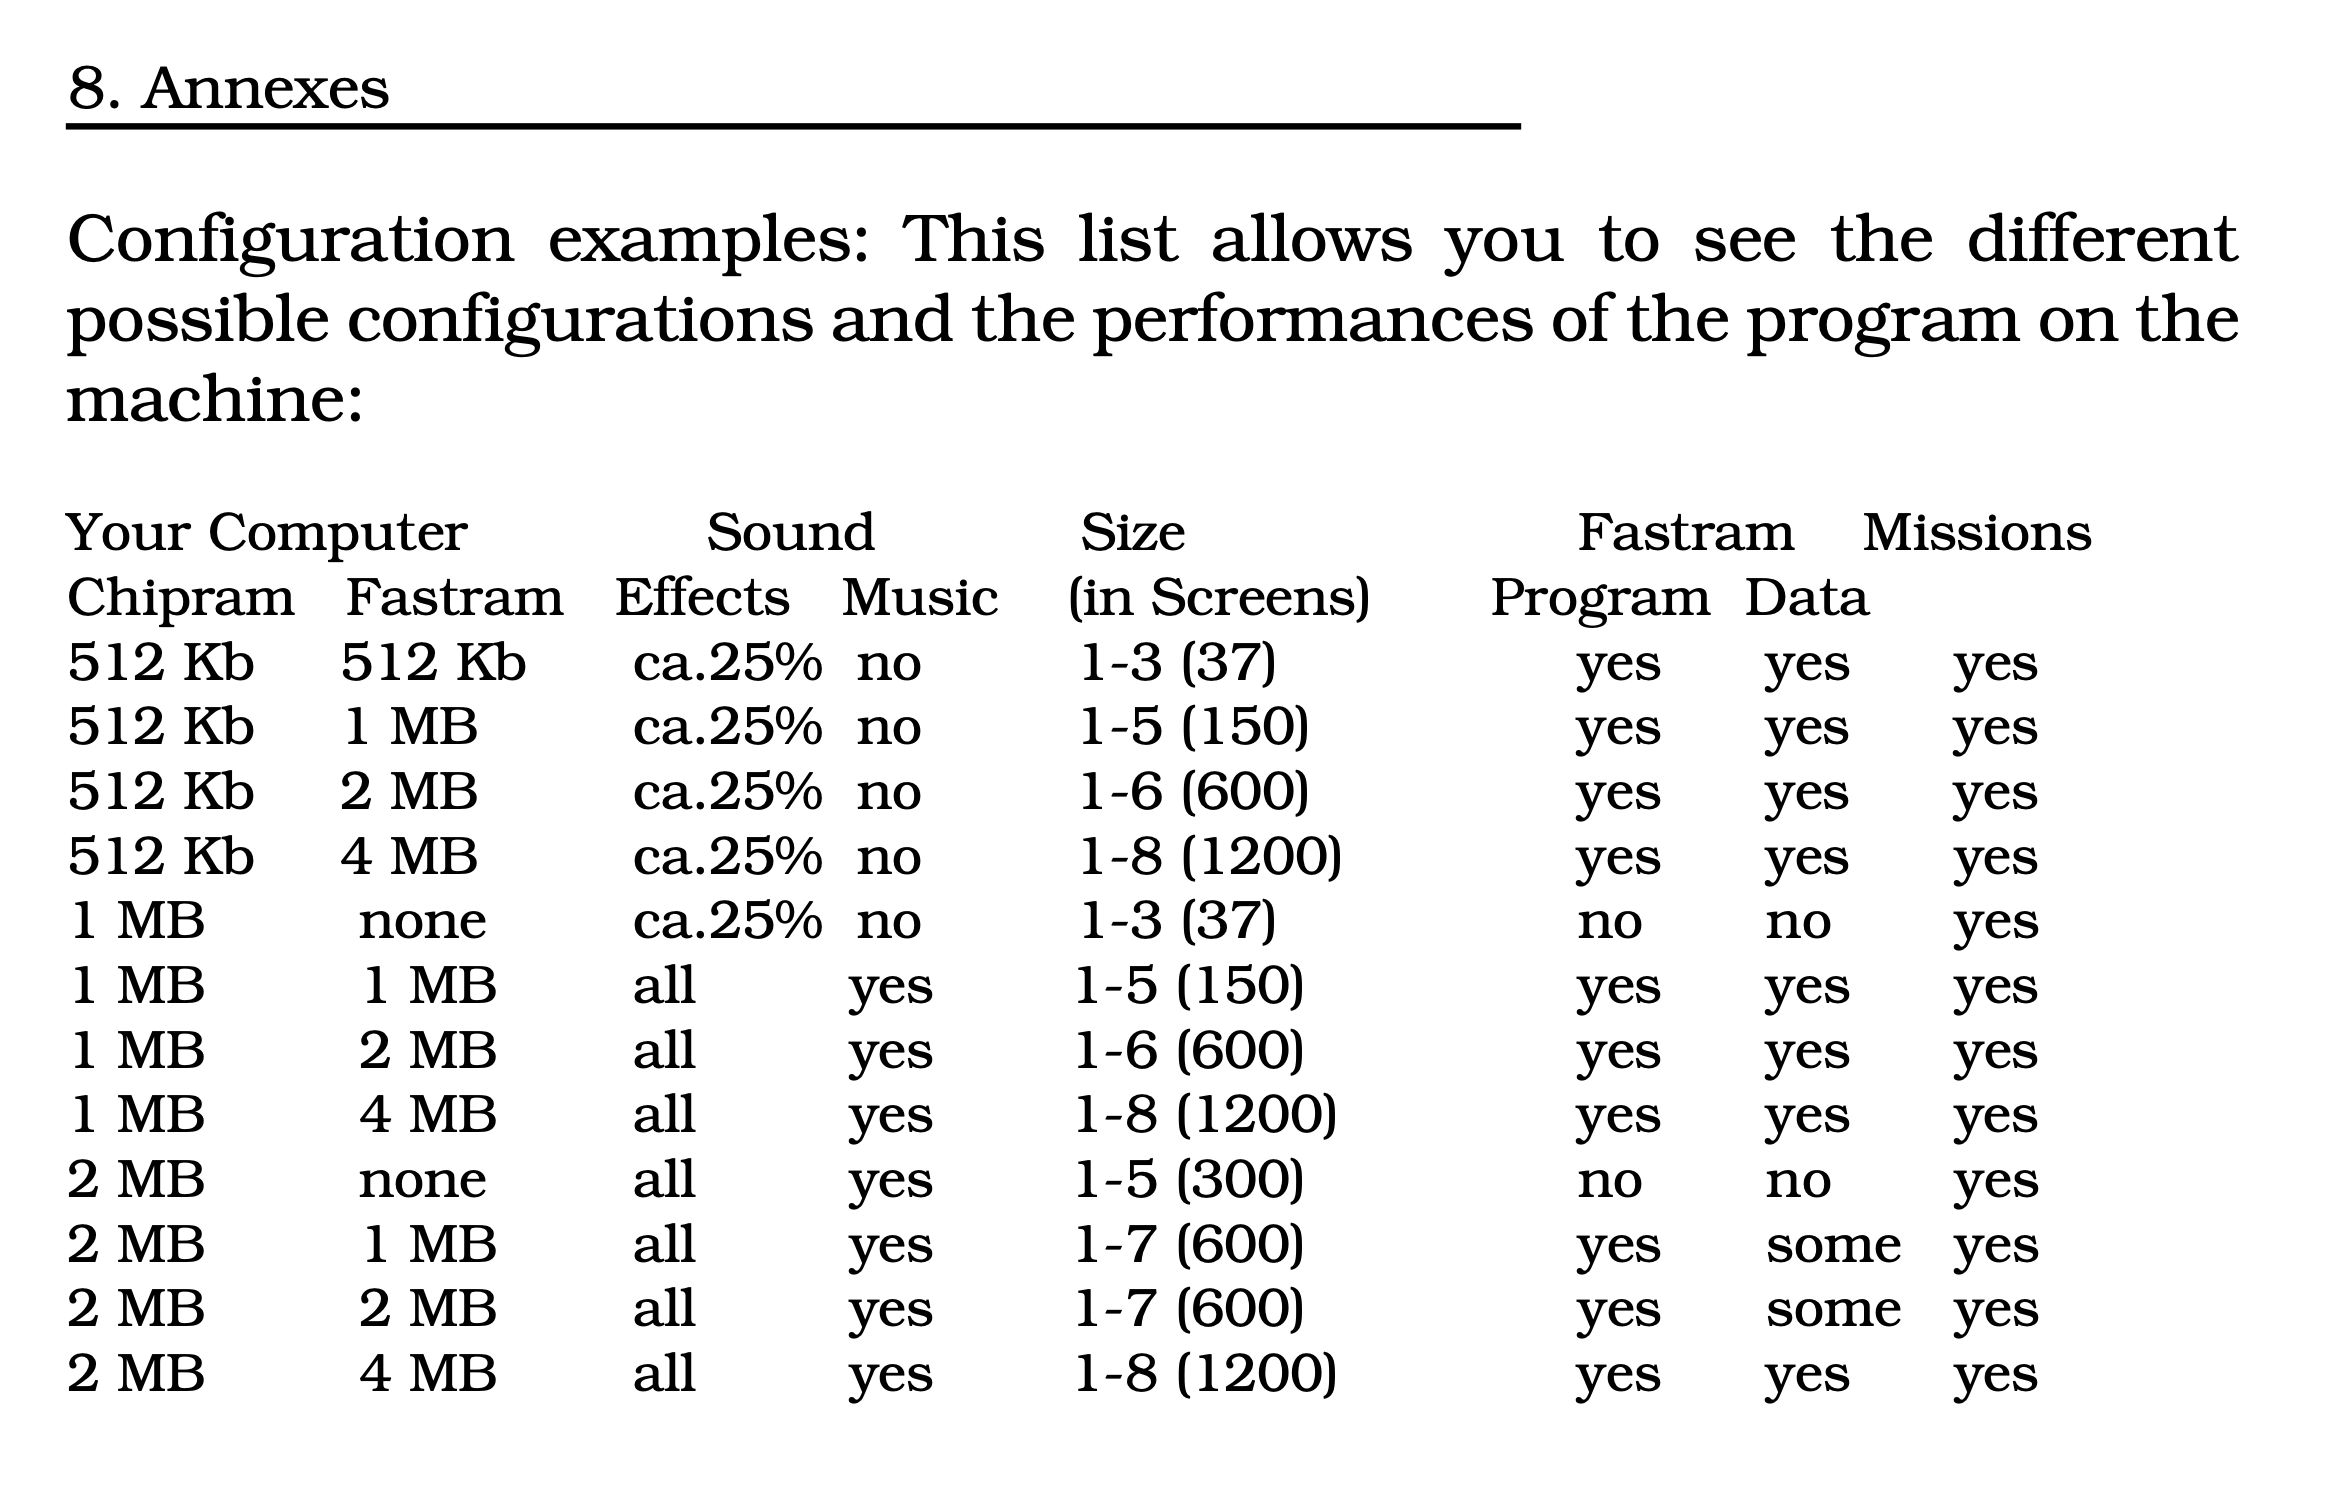 8. Annexes
Configuration examples: This list allows you to see the different
possible configurations and the performances of the program on the
machine:
Your Computer Sound Size Fastram Missions
Chipram Fastram Effects Music (in Screens) Program Data
512 Kb 512 Kb ca.25% no 1-3 (37) yes yes yes
512 Kb 1 MB ca.25% no 1-5 (150) yes yes yes
512 Kb 2 MB ca.25% no 1-6 (600) yes yes yes
512 Kb 4 MB ca.25% no 1-8 (1200) yes yes yes
1 MB none ca.25% no 1-3 (37) no no yes
1 MB 1 MB all yes 1-5 (150) yes yes yes
1 MB 2 MB all yes 1-6 (600) yes yes yes
1 MB 4 MB all yes 1-8 (1200) yes yes yes
2 MB none all yes 1-5 (300) no no yes
2 MB 1 MB all yes 1-7 (600) yes some yes
2 MB 2 MB all yes 1-7 (600) yes some yes
2 MB 4 MB all yes 1-8 (1200) yes yes yes